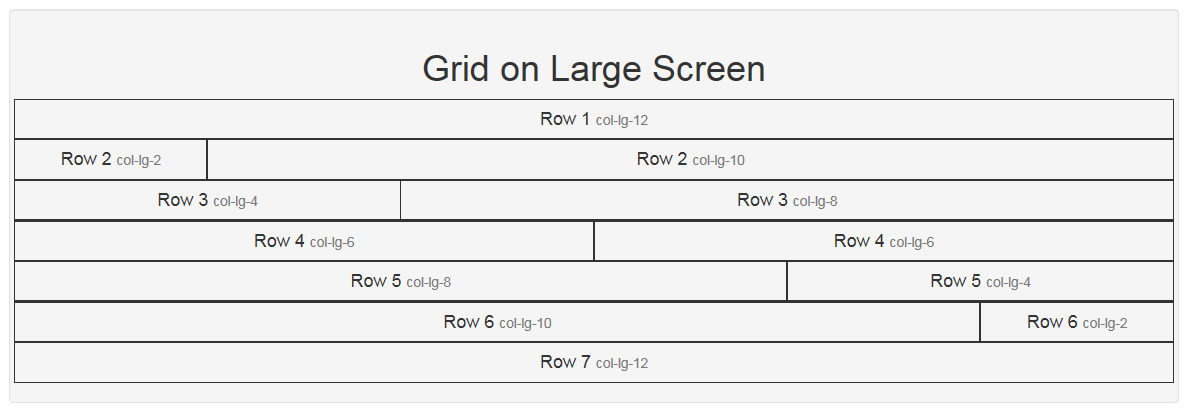 Grid on Large Screen
Row 1 col-lg-12
Row 2 col-lg-2 Row 2 col-lg-10
Row 3 col-lg-4 Row 3 col-lg-8
Row 4 col-lg-6 Row 4 col-lg-6
Row 5 col-lg-8 Row 5 col-lg-4
Row 6 col-lg-10 Row 6 col-lg-2
Row 7 col-lg-12